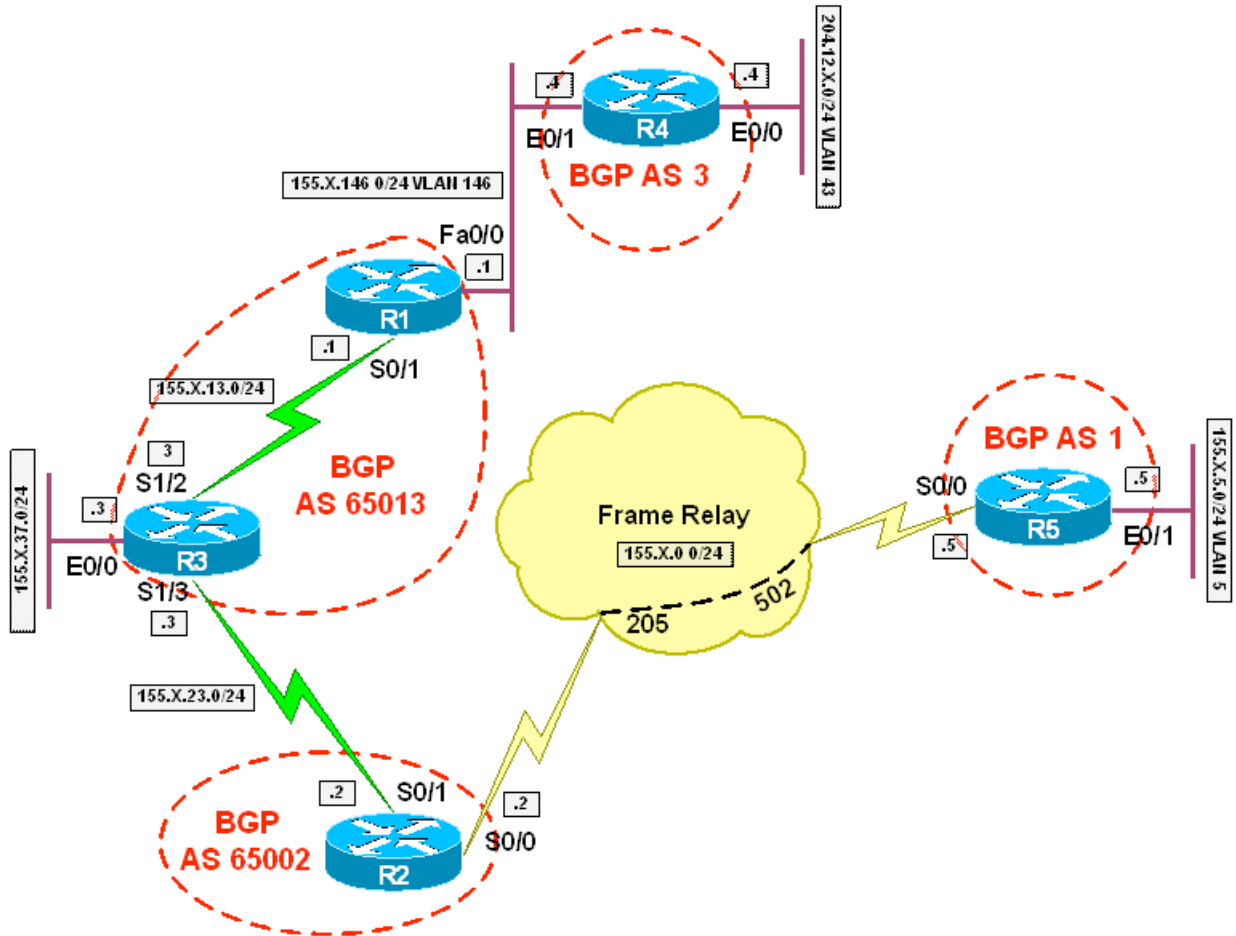 .4
R4
.4
E0/1
E0/0
BGP AS 3
204.12.X.0/24 VLAN 43
155.X.146 0/24 VLAN 146
Fa0/0
.1
R1
.1
S0/1
155.X.13.0/24
BGP
AS 65013
3
S1/2
.3
R3
E0/0
S1/3
.3
155.X.37.0/24
155.X.23.0/24
Frame Relay
155.X.0 0/24
205
502
BGP AS 1
S0/0
.5
R5
.5
E0/1
155.X.5.0/24 VLAN 5
BGP
AS 65002
.2
S0/1
.2
S0/0
R2